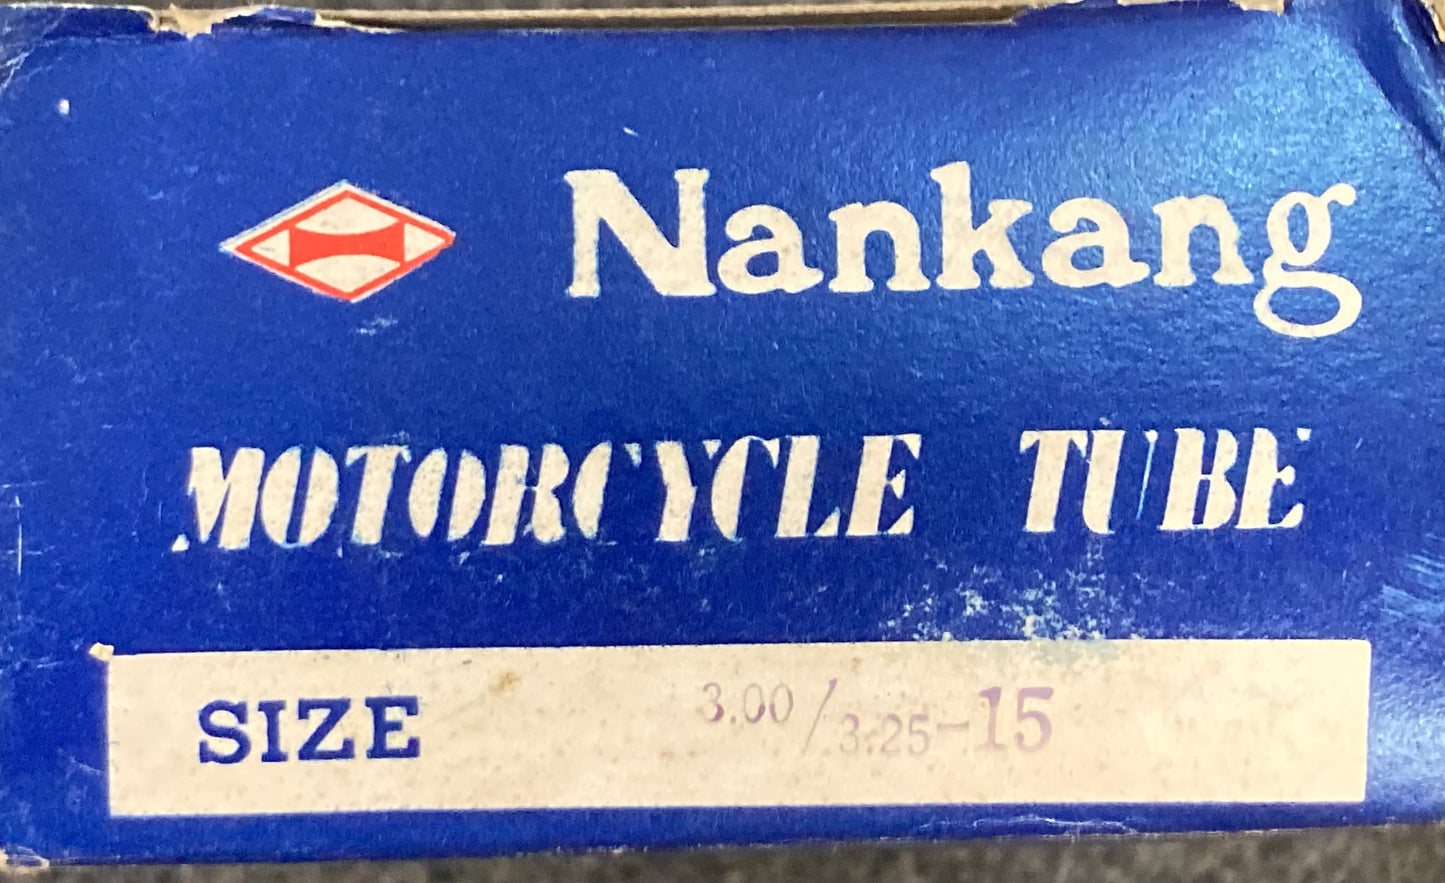 Nankang
MOTORCYCLE TUBE
SIZE 3.00/3.25-15